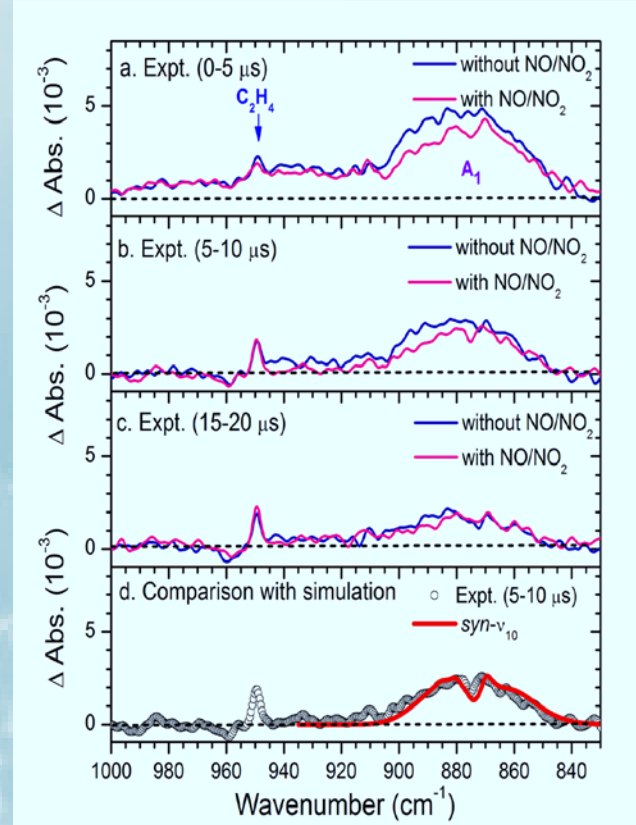 a. Expt. (0-5 μs)
without NO/NO₂
with NO/NO₂
C₂H₄
A₁
Δ Abs. (10⁻³)
5
0
b. Expt. (5-10 μs)
without NO/NO₂
with NO/NO₂
Δ Abs. (10⁻³)
5
0
c. Expt. (15-20 μs)
without NO/NO₂
with NO/NO₂
Δ Abs. (10⁻³)
5
0
d. Comparison with simulation
Expt. (5-10 μs)
syn-ν₁₀
Δ Abs. (10⁻³)
5
0
1000 980 960 940 920 900 880 860 840
Wavenumber (cm⁻¹)